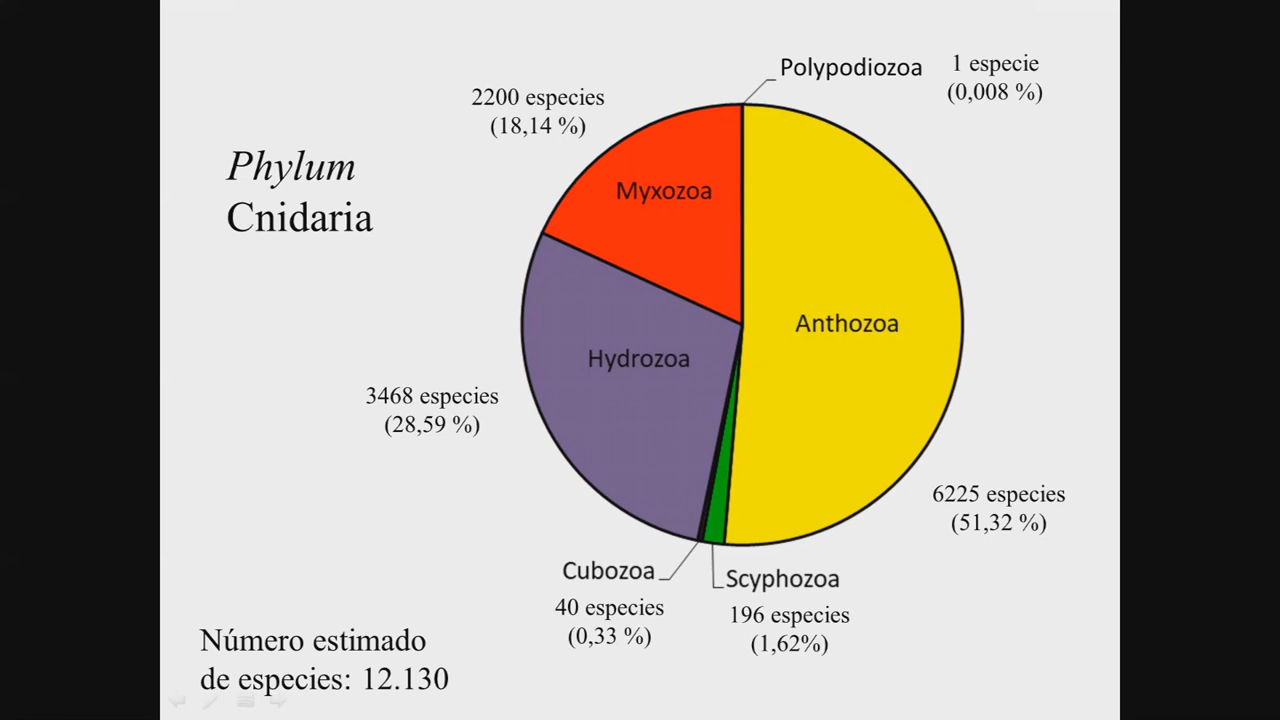 Polypodiozoa
1 especie
(0,008 %)
2200 especies
(18,14 %)
Phylum
Cnidaria
Myxozoa
Anthozoa
Hydrozoa
3468 especies
(28,59 %)
6225 especies
(51,32 %)
Cubozoa
40 especies
(0,33 %)
Scyphozoa
196 especies
(1,62%)
Número estimado
de especies: 12.130